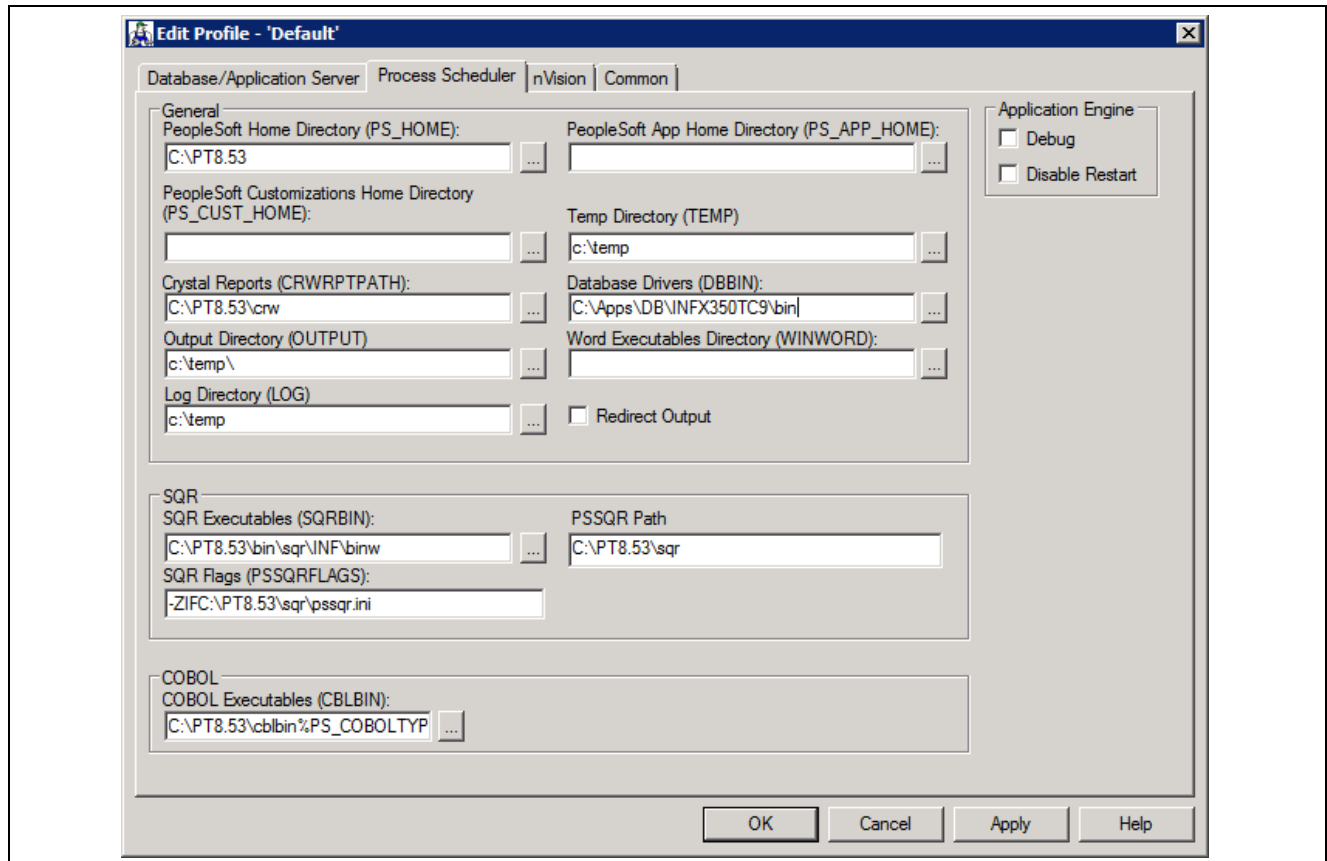 Edit Profile - 'Default'
Database/Application Server Process Scheduler nVision Common
General
PeopleSoft Home Directory (PS_HOME): PeopleSoft App Home Directory (PS_APP_HOME):
C:\PT8.53 ... ...
PeopleSoft Customizations Home Directory
(PS_CUST_HOME): Temp Directory (TEMP)
... c:\temp ...
Crystal Reports (CRWRPTPATH): Database Drivers (DBBIN):
C:\PT8.53\crw ... C:\Apps\DB\INFX350TC9\bin ...
Output Directory (OUTPUT) Word Executables Directory (WINWORD):
c:\temp\ ... ...
Log Directory (LOG)
c:\temp ... Redirect Output
Application Engine
Debug
Disable Restart
SQR
SQR Executables (SQRBIN): PSSQR Path
C:\PT8.53\bin\sqr\INF\binw ... C:\PT8.53\sqr
SQR Flags (PSSQRFLAGS):
-ZIFC:\PT8.53\sqr\pssqr.ini
COBOL
COBOL Executables (CBLBIN):
C:\PT8.53\cblbin%PS_COBOLTYP ...
OK Cancel Apply Help